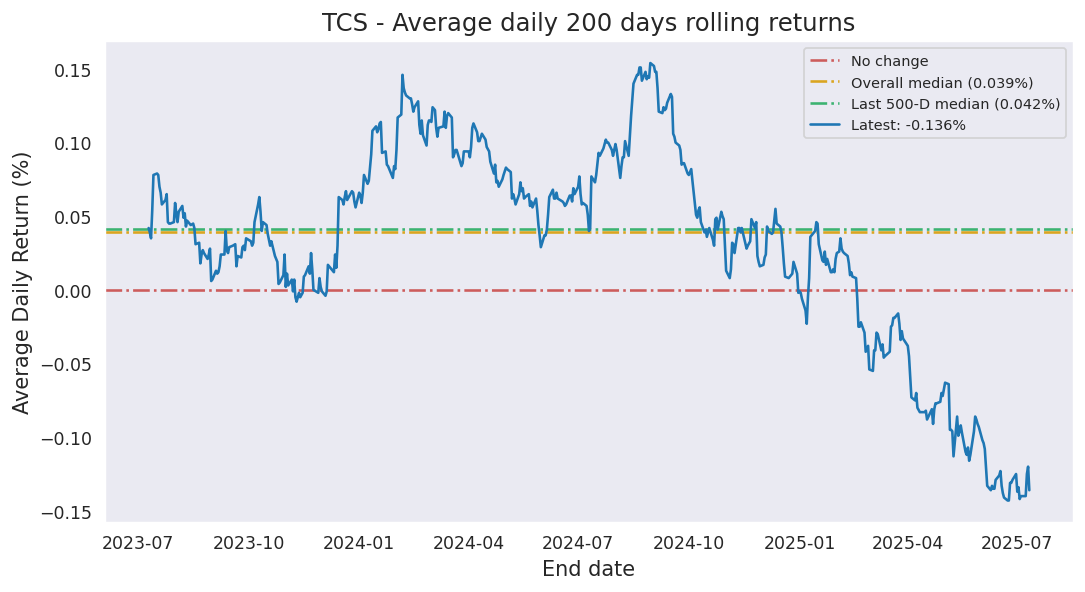 TCS - Average daily 200 days rolling returns
No change
Overall median (0.039%)
Last 500-D median (0.042%)
Latest: -0.136%
Average Daily Return (%)
0.15
0.10
0.05
0.00
−0.05
−0.10
−0.15
2023-07 2023-10 2024-01 2024-04 2024-07 2024-10 2025-01 2025-04 2025-07
End date